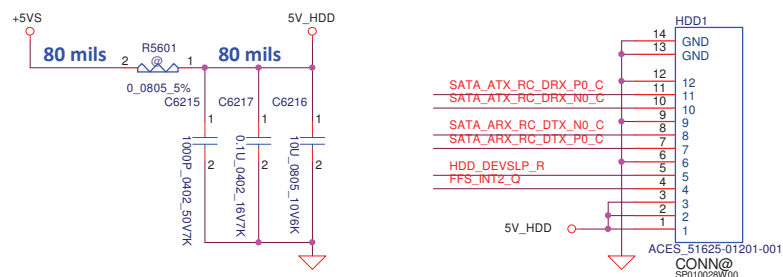 +5VS
5V_HDD
80 mils
2
R5601
1
80 mils
@
0_0805_5%
C6215
C6217
C6216
1
1
1
2
2
2
1000P_0402_50V7K
0.1U_0402_16V7K
10U_0805_10V6K
HDD1
14
GND
13
GND
12
12
SATA_ATX_RC_DRX_P0_C
11
11
SATA_ATX_RC_DRX_N0_C
10
10
9
9
SATA_ARX_RC_DTX_N0_C
8
8
SATA_ARX_RC_DTX_P0_C
7
7
6
6
HDD_DEVSLP_R
5
5
FFS_INT2_Q
4
4
3
3
2
2
5V_HDD
1
1
ACES_51625-01201-001
CONN@
SP010028W00